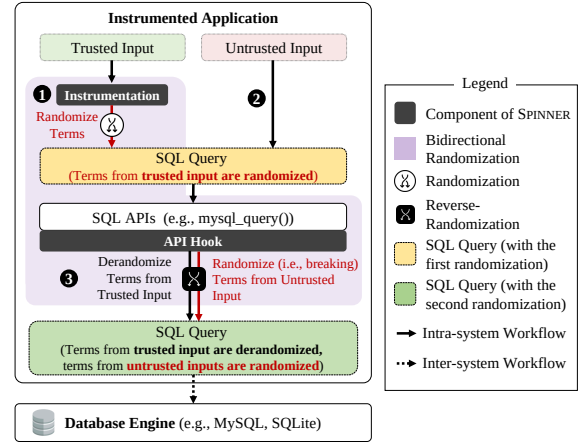 Instrumented Application
Trusted Input
Untrusted Input
1
Instrumentation
2
Randomize
Terms
SQL Query
(Terms from trusted input are randomized)
SQL APIs (e.g., mysql_query())
API Hook
Derandomize
Terms from
Trusted Input
3
Randomize (i.e., breaking)
Terms from Untrusted
Input
SQL Query
(Terms from trusted input are derandomized,
terms from untrusted inputs are randomized)
Database Engine (e.g., MySQL, SQLite)
Legend
Component of SPINNER
Bidirectional
Randomization
Randomization
Reverse-
Randomization
SQL Query (with the
first randomization)
SQL Query (with the
second randomization)
Intra-system Workflow
Inter-system Workflow